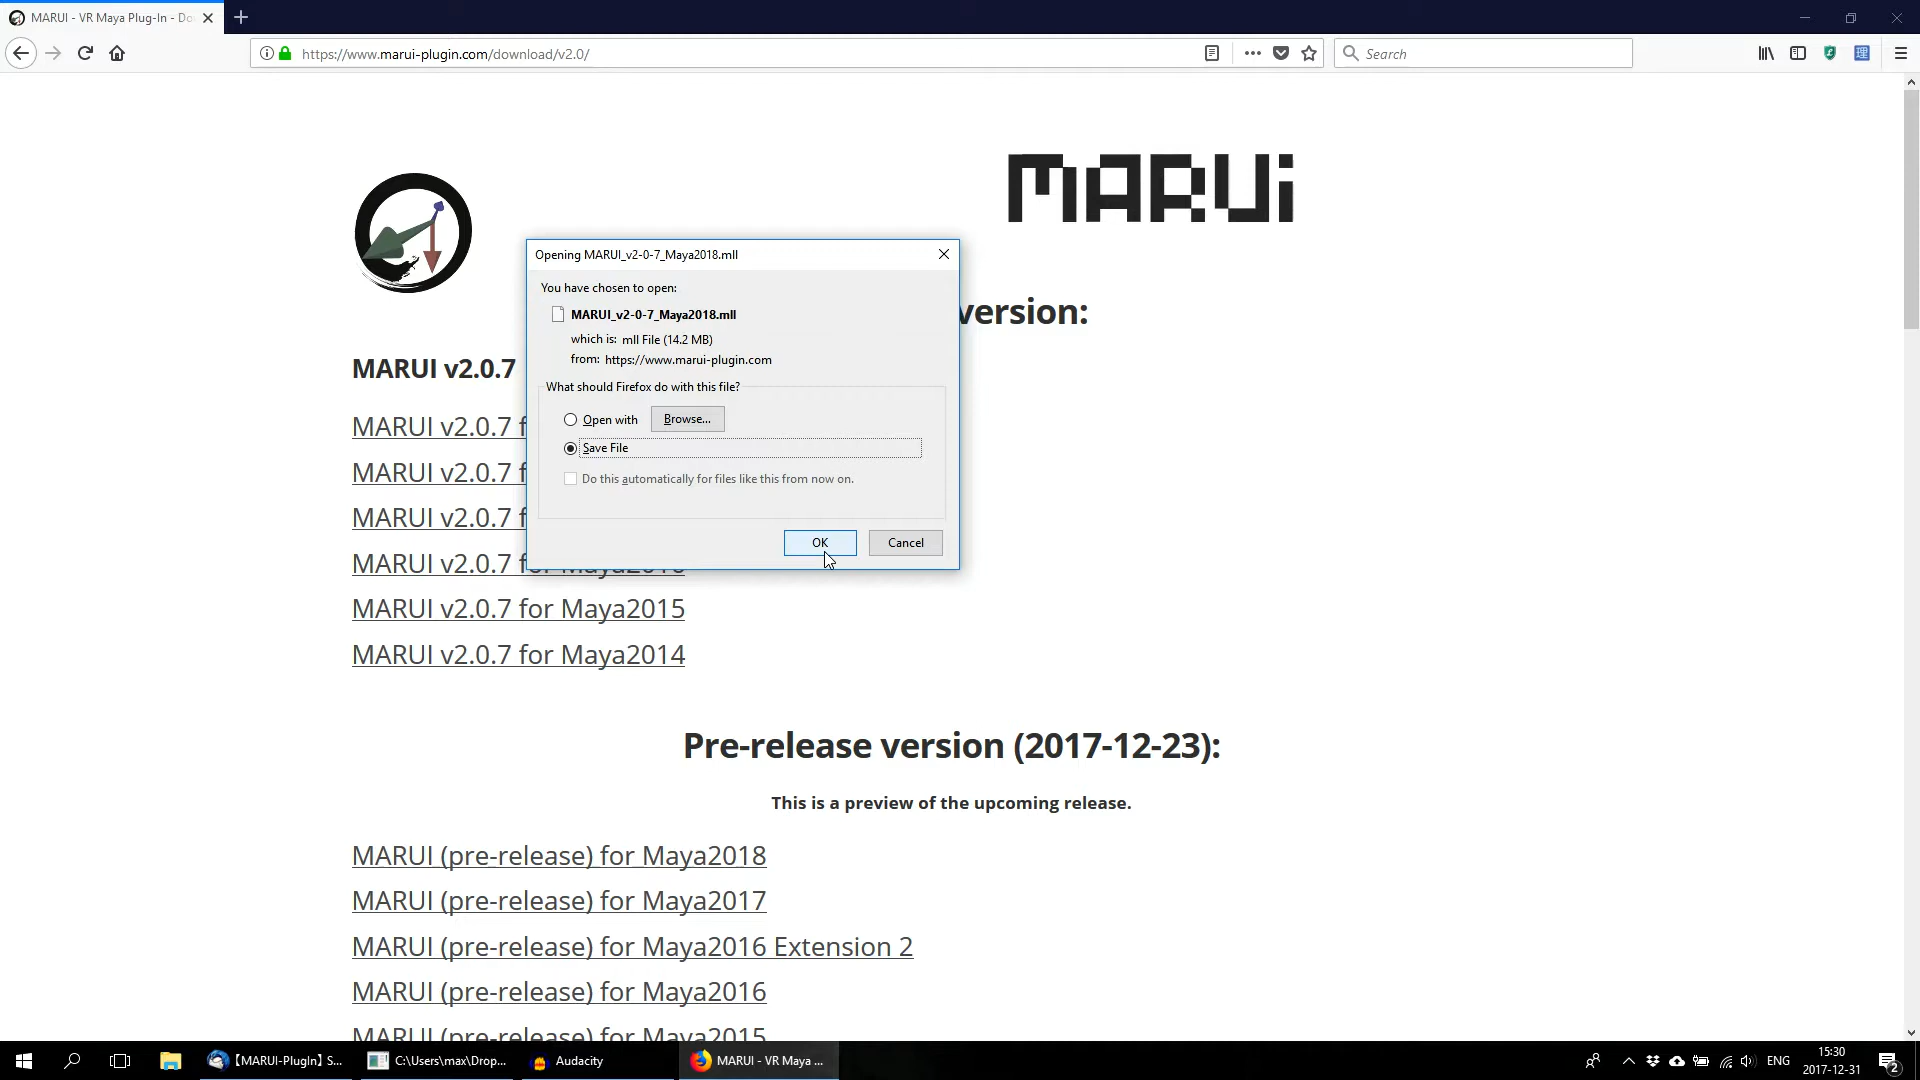 MARUI - VR Maya Plug-In - Do
https://www.marui-plugin.com/download/v2.0/
Search
MARUi
version:
MARUI v2.0.7
MARUI v2.0.7 f
MARUI v2.0.7 f
MARUI v2.0.7 f
MARUI v2.0.7 for Maya2016
MARUI v2.0.7 for Maya2015
MARUI v2.0.7 for Maya2014
Opening MARUI_v2-0-7_Maya2018.mll
You have chosen to open:
MARUI_v2-0-7_Maya2018.mll
which is: mll File (14.2 MB)
from: https://www.marui-plugin.com
What should Firefox do with this file?
Open with
Browse...
Save File
Do this automatically for files like this from now on.
OK
Cancel
Pre-release version (2017-12-23):
This is a preview of the upcoming release.
MARUI (pre-release) for Maya2018
MARUI (pre-release) for Maya2017
MARUI (pre-release) for Maya2016 Extension 2
MARUI (pre-release) for Maya2016
MARUI (pre-release) for Maya2015
【MARUI-PlugIn】 S...
C:\Users\max\Drop...
Audacity
MARUI - VR Maya ...
ENG
15:30
2017-12-31
2